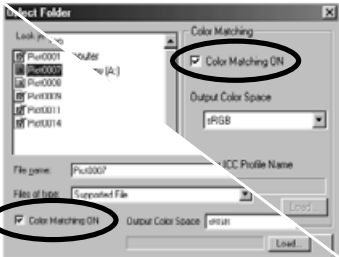 Select Folder
Look
Pict0001
Pict0007
Pict0008
Pict0009
Pict0011
Pict0014
(A:)
Color Matching
Color Matching ON
Output Color Space
sRGB
ICC Profile Name
File name: Pict0007
Files of type: Supported File
Load...
Color Matching ON
Output Color Space sRGB
Load...